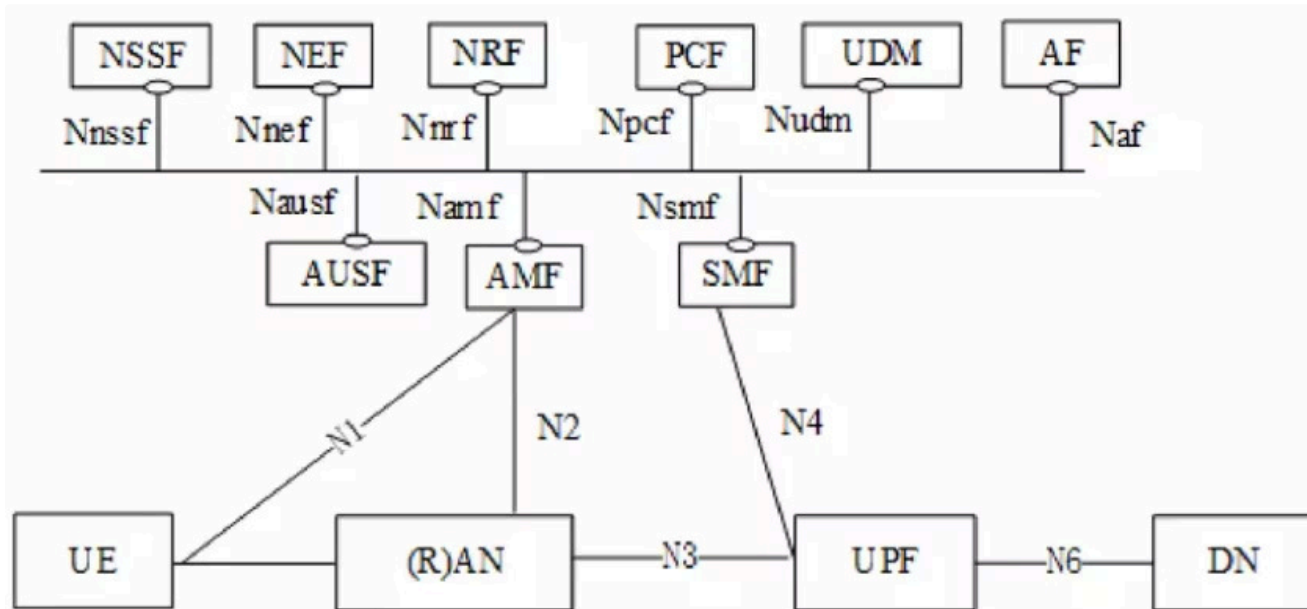 NSSF NEF NRF PCF UDM AF
Nnssf Nnef Nnrf Npcf Nudm Naf
Nausf Namf Nsmf
AUSF AMF SMF
N1 N2 N4
UE (R)AN N3 UPF N6 DN